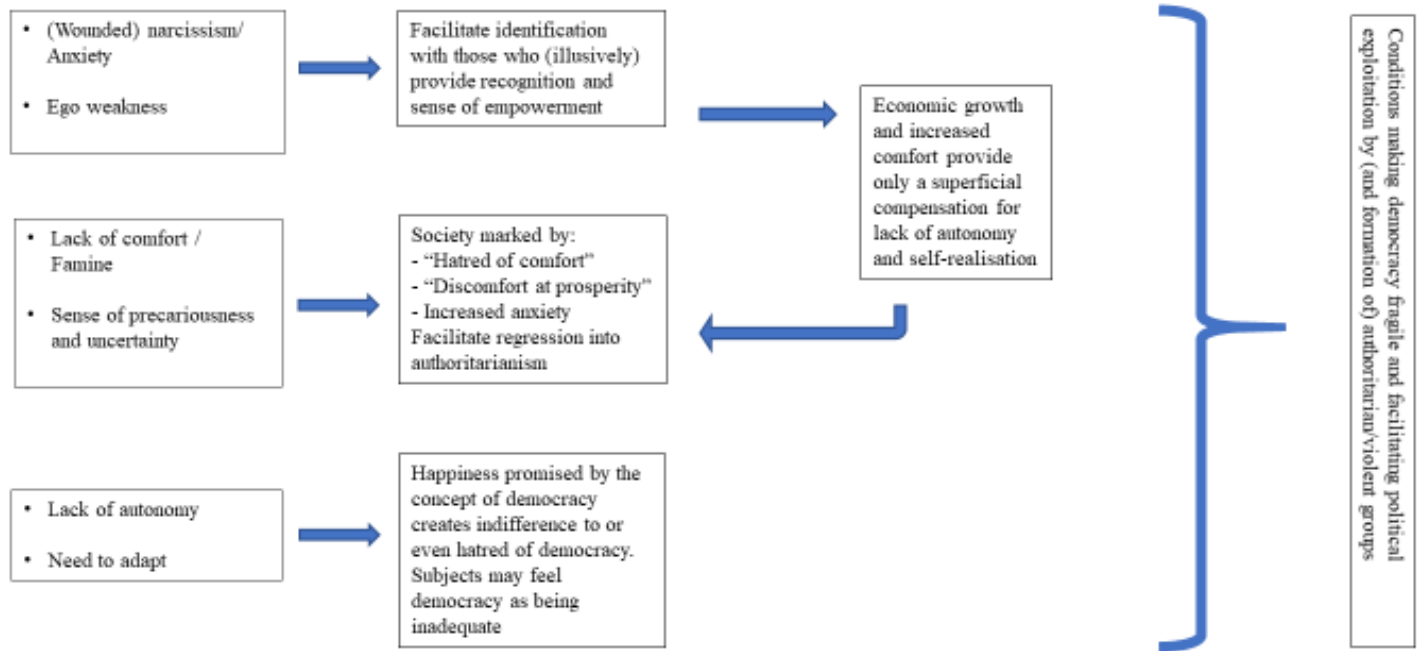 • (Wounded) narcissism/
Anxiety
• Ego weakness
Facilitate identification
with those who (illusively)
provide recognition and
sense of empowerment
Economic growth
and increased
comfort provide
only a superficial
compensation for
lack of autonomy
and self-realisation
• Lack of comfort /
Famine
• Sense of precariousness
and uncertainty
Society marked by:
- “Hatred of comfort”
- “Discomfort at prosperity”
- Increased anxiety
Facilitate regression into
authoritarianism
• Lack of autonomy
• Need to adapt
Happiness promised by the
concept of democracy
creates indifference to or
even hatred of democracy.
Subjects may feel
democracy as being
inadequate
Conditions making democracy fragile and facilitating political
exploitation by (and formation of) authoritarian/violent groups